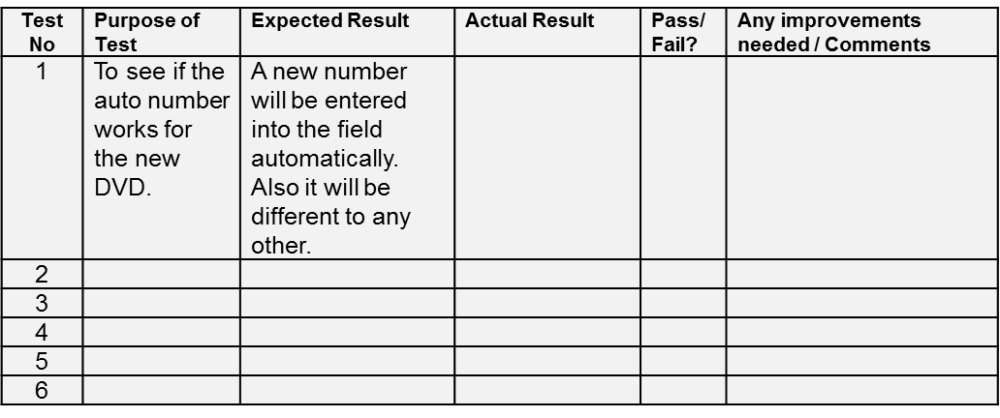 Test No
Purpose of Test
Expected Result
Actual Result
Pass/ Fail?
Any improvements needed / Comments
1
To see if the
auto number
works for
the new
DVD.
A new number
will be entered
into the field
automatically.
Also it will be
different to any
other.
2
3
4
5
6